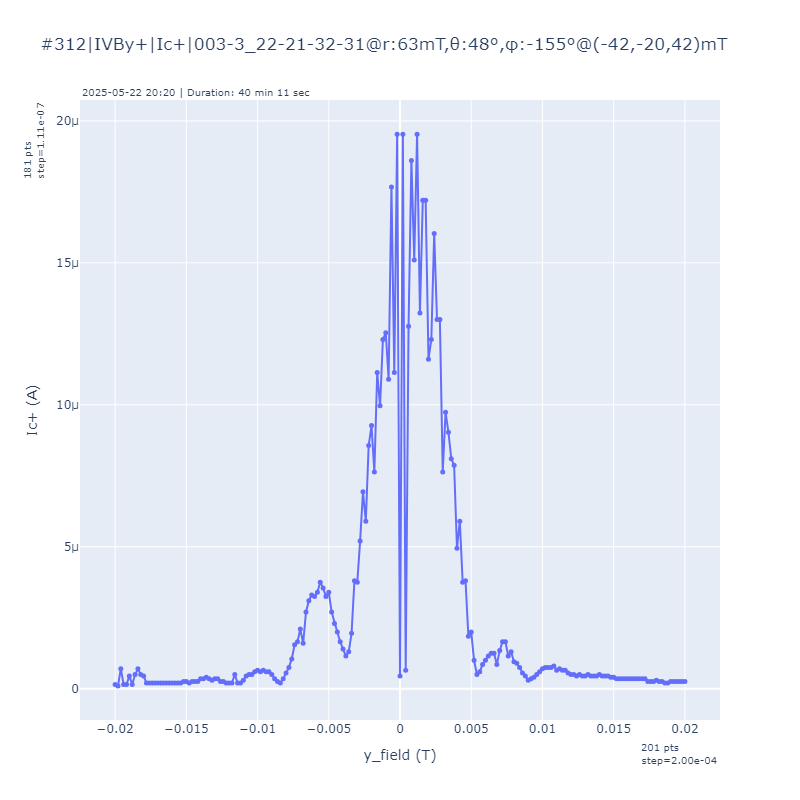 #312|IVBy+|Ic+|003-3_22-21-32-31@r:63mT,θ:48°,φ:-155°@(-42,-20,42)mT
2025-05-22 20:20 | Duration: 40 min 11 sec
181 pts
step=1.11e-07
20μ
15μ
10μ
5μ
0
Ic+ (A)
−0.02
−0.015
−0.01
−0.005
0
0.005
0.01
0.015
0.02
y_field (T)
201 pts
step=2.00e-04